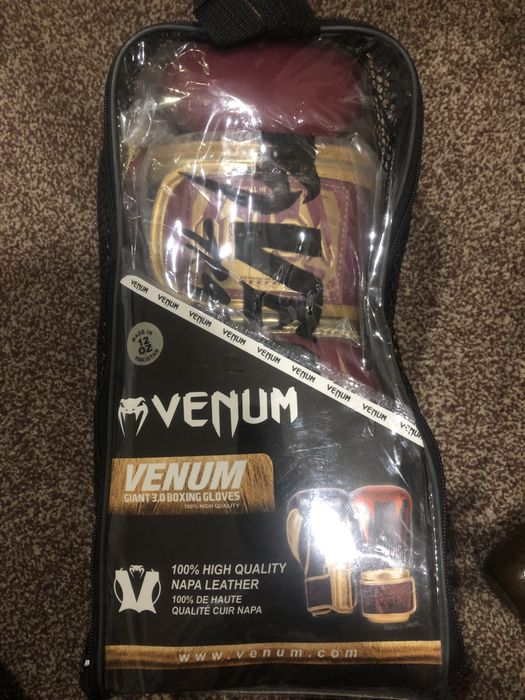 VENUM VENUM VENUM VENUM VENUM VENUM VENUM VENUM VENUM
MADE IN
12
OZ
PAKISTAN
VENUM
VENUM
GIANT 3.0 BOXING GLOVES
100% HIGH QUALITY
100% HIGH QUALITY
NAPA LEATHER
100% DE HAUTE
QUALITÉ CUIR NAPA
www.venum.com